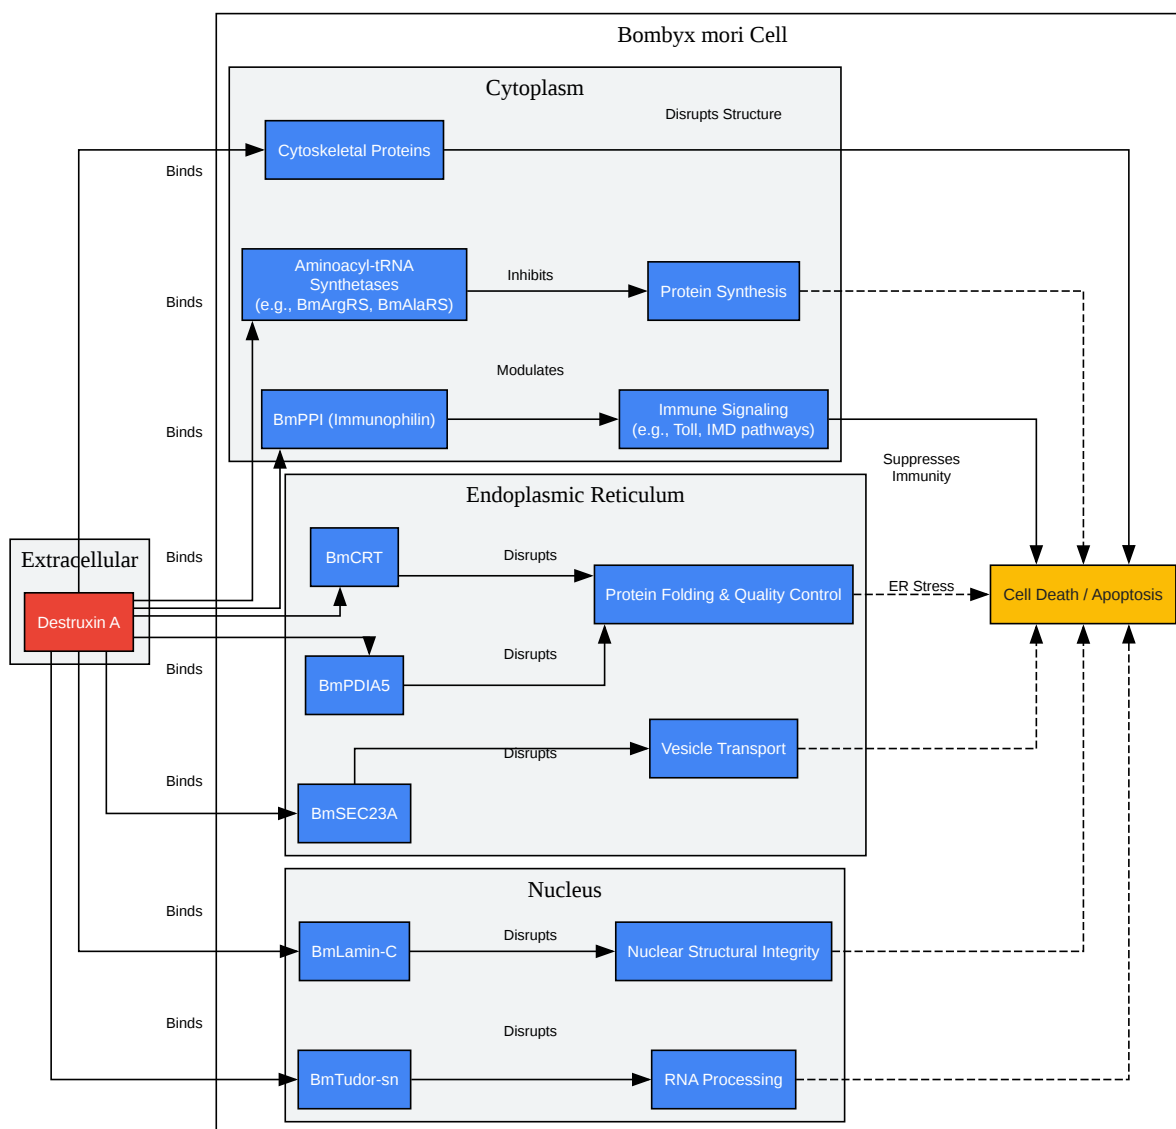 Bombyx mori Cell
Cytoplasm
Disrupts Structure
Cytoskeletal Proteins
Binds
Aminoacyl-tRNA
Synthetases
(e.g., BmArgRS, BmAlaRS)
Inhibits
Protein Synthesis
Binds
Modulates
BmPPI (Immunophilin)
Immune Signaling
(e.g., Toll, IMD pathways)
Binds
Suppresses
Immunity
Endoplasmic Reticulum
Extracellular
Destruxin A
Binds
BmCRT
Disrupts
Protein Folding & Quality Control
ER Stress
Cell Death / Apoptosis
Binds
BmPDIA5
Disrupts
Binds
BmSEC23A
Disrupts
Vesicle Transport
Nucleus
Binds
BmLamin-C
Disrupts
Nuclear Structural Integrity
Binds
BmTudor-sn
Disrupts
RNA Processing